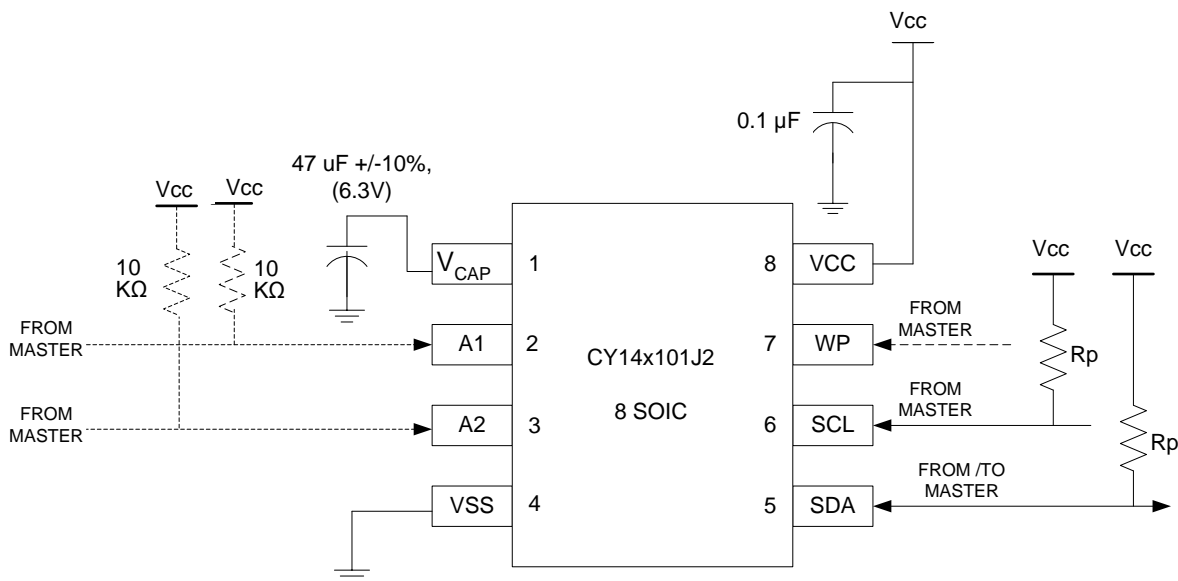 Vcc
0.1 µF
47 uF +/-10%,
(6.3V)
Vcc
Vcc
10
KΩ
10
KΩ
VCAP
1
8
VCC
Vcc
Vcc
FROM
MASTER
A1
2
CY14x101J2
8 SOIC
7
WP
FROM
MASTER
Rp
FROM
MASTER
A2
3
6
SCL
FROM
MASTER
Rp
VSS
4
5
SDA
FROM /TO
MASTER